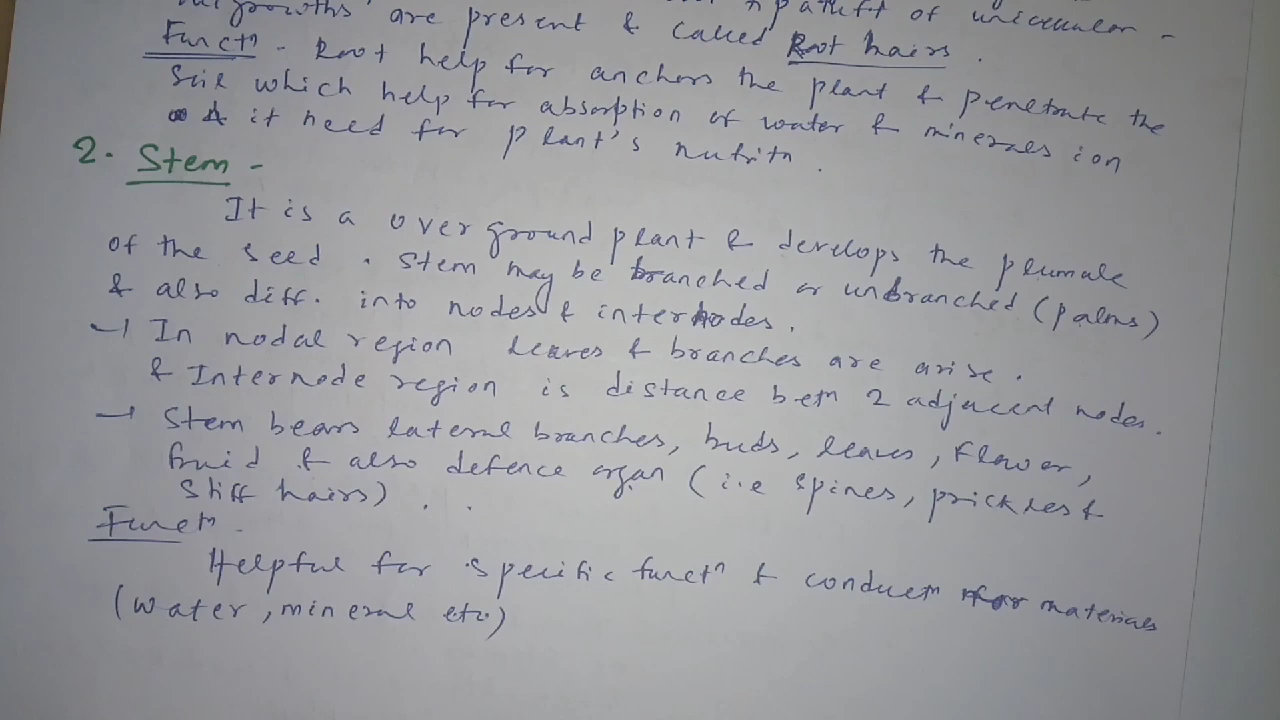 outgrowths are present & called Root hairs.
Functn - Root help for anchors the plant & penetrate the
soil which help for absorption of water & minerals ion
it need for plant's nutritn.
2. Stem -
It is a over ground plant & develops the plumule
of the seed. Stem may be branched or unbranched (palms)
& also diff. into nodes & internodes.
→ In nodal region leaves & branches are arise.
& Internode region is distance betn 2 adjacent nodes.
→ Stem bears lateral branches, buds, leaves, flower,
fruid & also defence organ (i.e spines, prickles &
stiff hairs).
Functn -
Helpful for specific functn & conductn materials
(water, mineral etc)